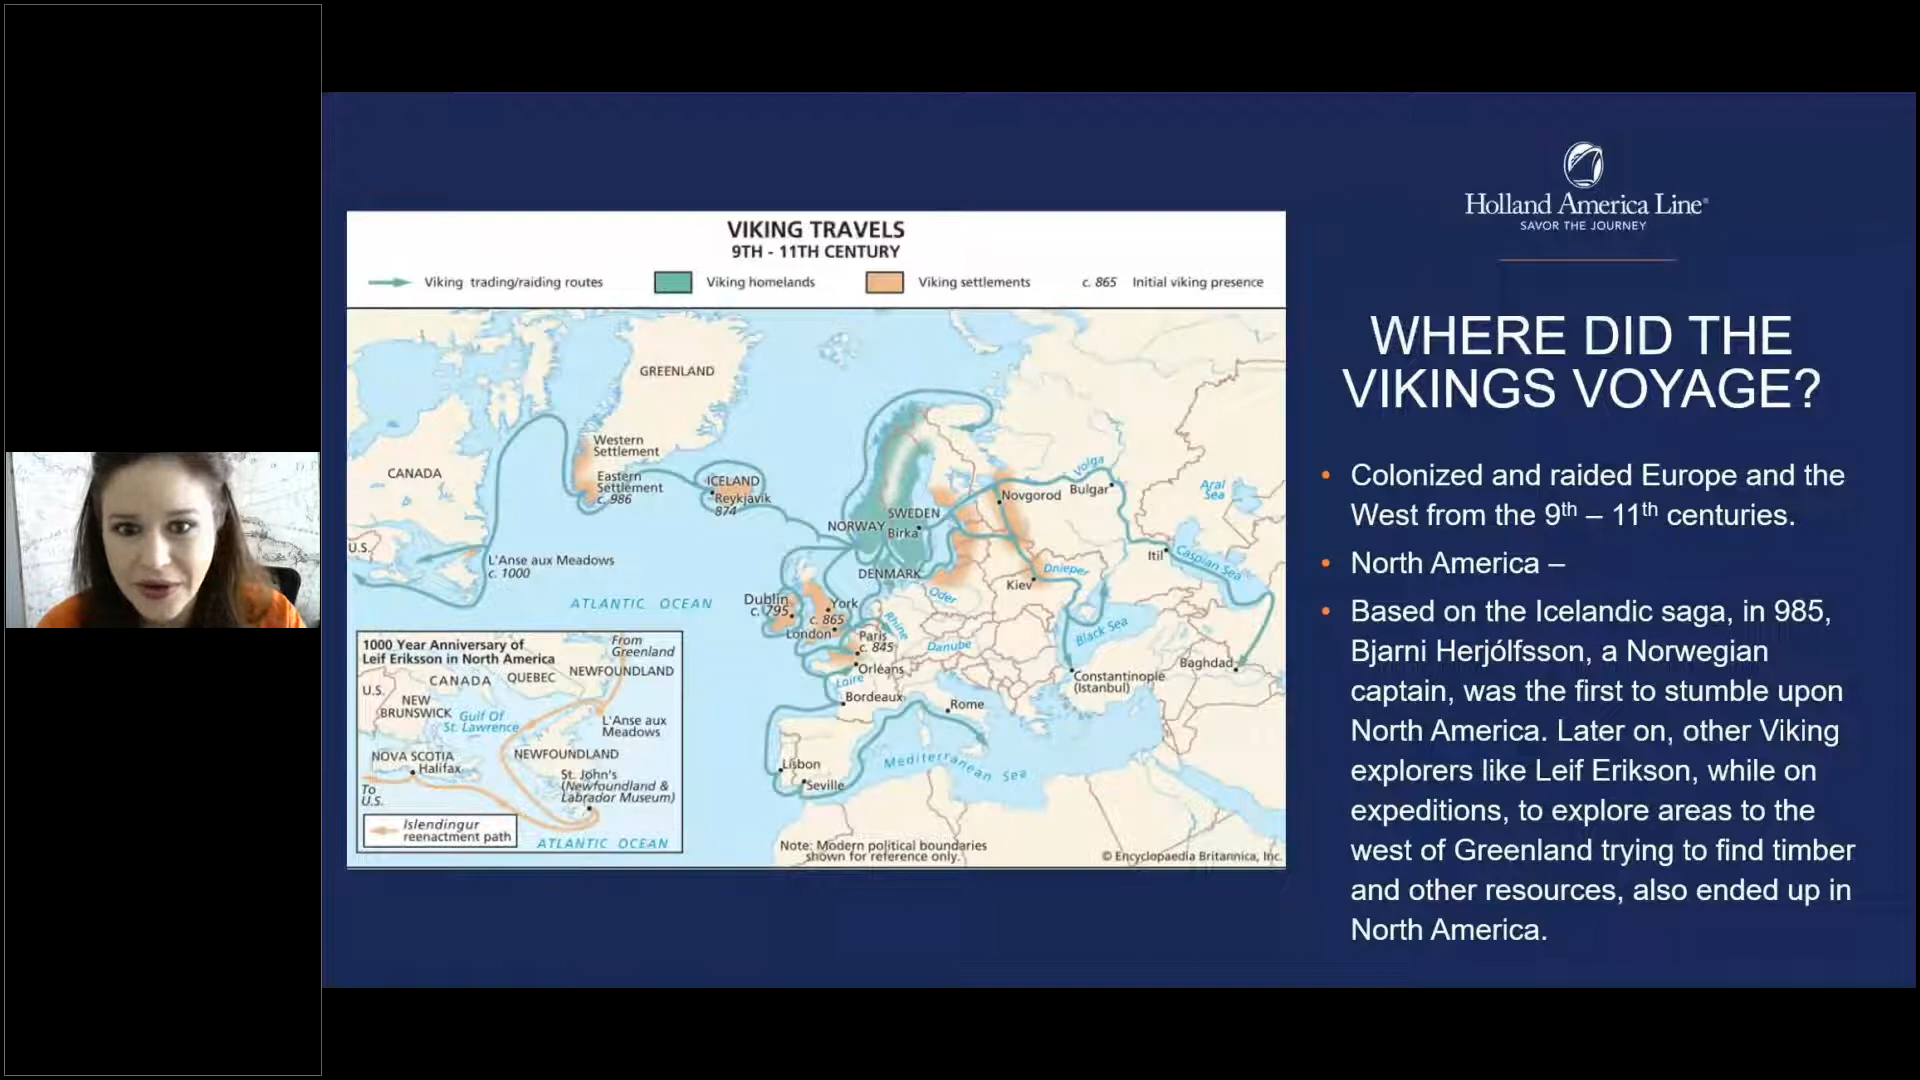 VIKING TRAVELS
9TH - 11TH CENTURY
Viking trading/raiding routes
Viking homelands
Viking settlements
c. 865 Initial viking presence
GREENLAND
Western
Settlement
Eastern
Settlement
c. 986
ICELAND
Reykjavik
874
CANADA
U.S.
L'Anse aux Meadows
c. 1000
ATLANTIC OCEAN
NORWAY
SWEDEN
Birka
DENMARK
Novgorod
Bulgar
Volga
Aral
Sea
Itil
Caspian Sea
Kiev
Dnieper
Oder
Dublin
c. 795
York
c. 865
London
Rhine
Paris
c. 845
Orléans
Loire
Danube
Black Sea
Baghdad
Constantinople
(Istanbul)
Bordeaux
Rome
Lisbon
Seville
Mediterranean Sea
Note: Modern political boundaries
shown for reference only.
© Encyclopaedia Britannica, Inc.
1000 Year Anniversary of
Leif Eriksson in North America
From
Greenland
CANADA
QUEBEC
NEWFOUNDLAND
U.S.
NEW
BRUNSWICK
Gulf Of
St. Lawrence
L'Anse aux
Meadows
NOVA SCOTIA
Halifax
NEWFOUNDLAND
St. John's
(Newfoundland &
Labrador Museum)
To
U.S.
Islendingur
reenactment path
ATLANTIC OCEAN
Holland America Line®
SAVOR THE JOURNEY
WHERE DID THE
VIKINGS VOYAGE?
• Colonized and raided Europe and the
West from the 9th – 11th centuries.
• North America –
• Based on the Icelandic saga, in 985,
Bjarni Herjólfsson, a Norwegian
captain, was the first to stumble upon
North America. Later on, other Viking
explorers like Leif Erikson, while on
expeditions, to explore areas to the
west of Greenland trying to find timber
and other resources, also ended up in
North America.